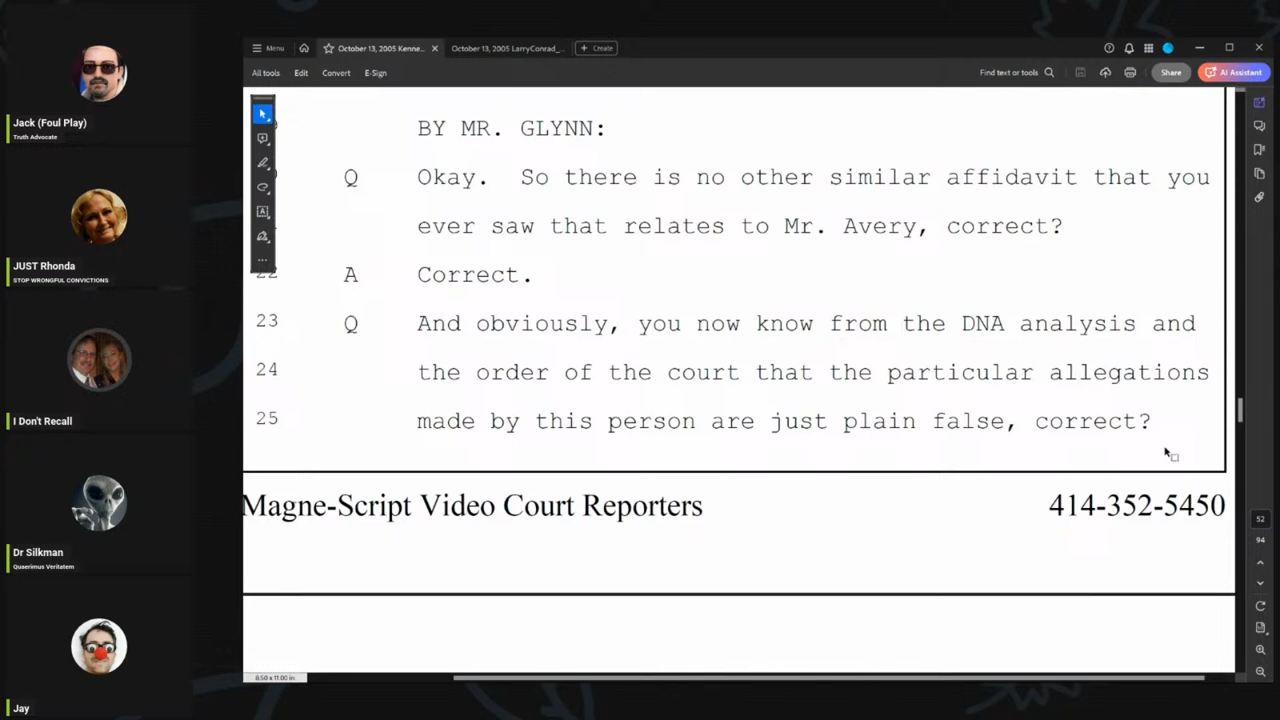 Jack (Foul Play)
Truth Advocate
JUST Rhonda
STOP WRONGFUL CONVICTIONS
I Don't Recall
Dr Silkman
Quaerimus Veritatem
Jay
Menu
October 13, 2005 Kenne...
October 13, 2005 LarryConrad_...
+ Create
All tools
Edit
Convert
E-Sign
Find text or tools
Share
AI Assistant
BY MR. GLYNN:
Q Okay. So there is no other similar affidavit that you
ever saw that relates to Mr. Avery, correct?
22 A Correct.
23 Q And obviously, you now know from the DNA analysis and
24 the order of the court that the particular allegations
25 made by this person are just plain false, correct?
Magne-Script Video Court Reporters 414-352-5450
52
94
8.50 x 11.00 in